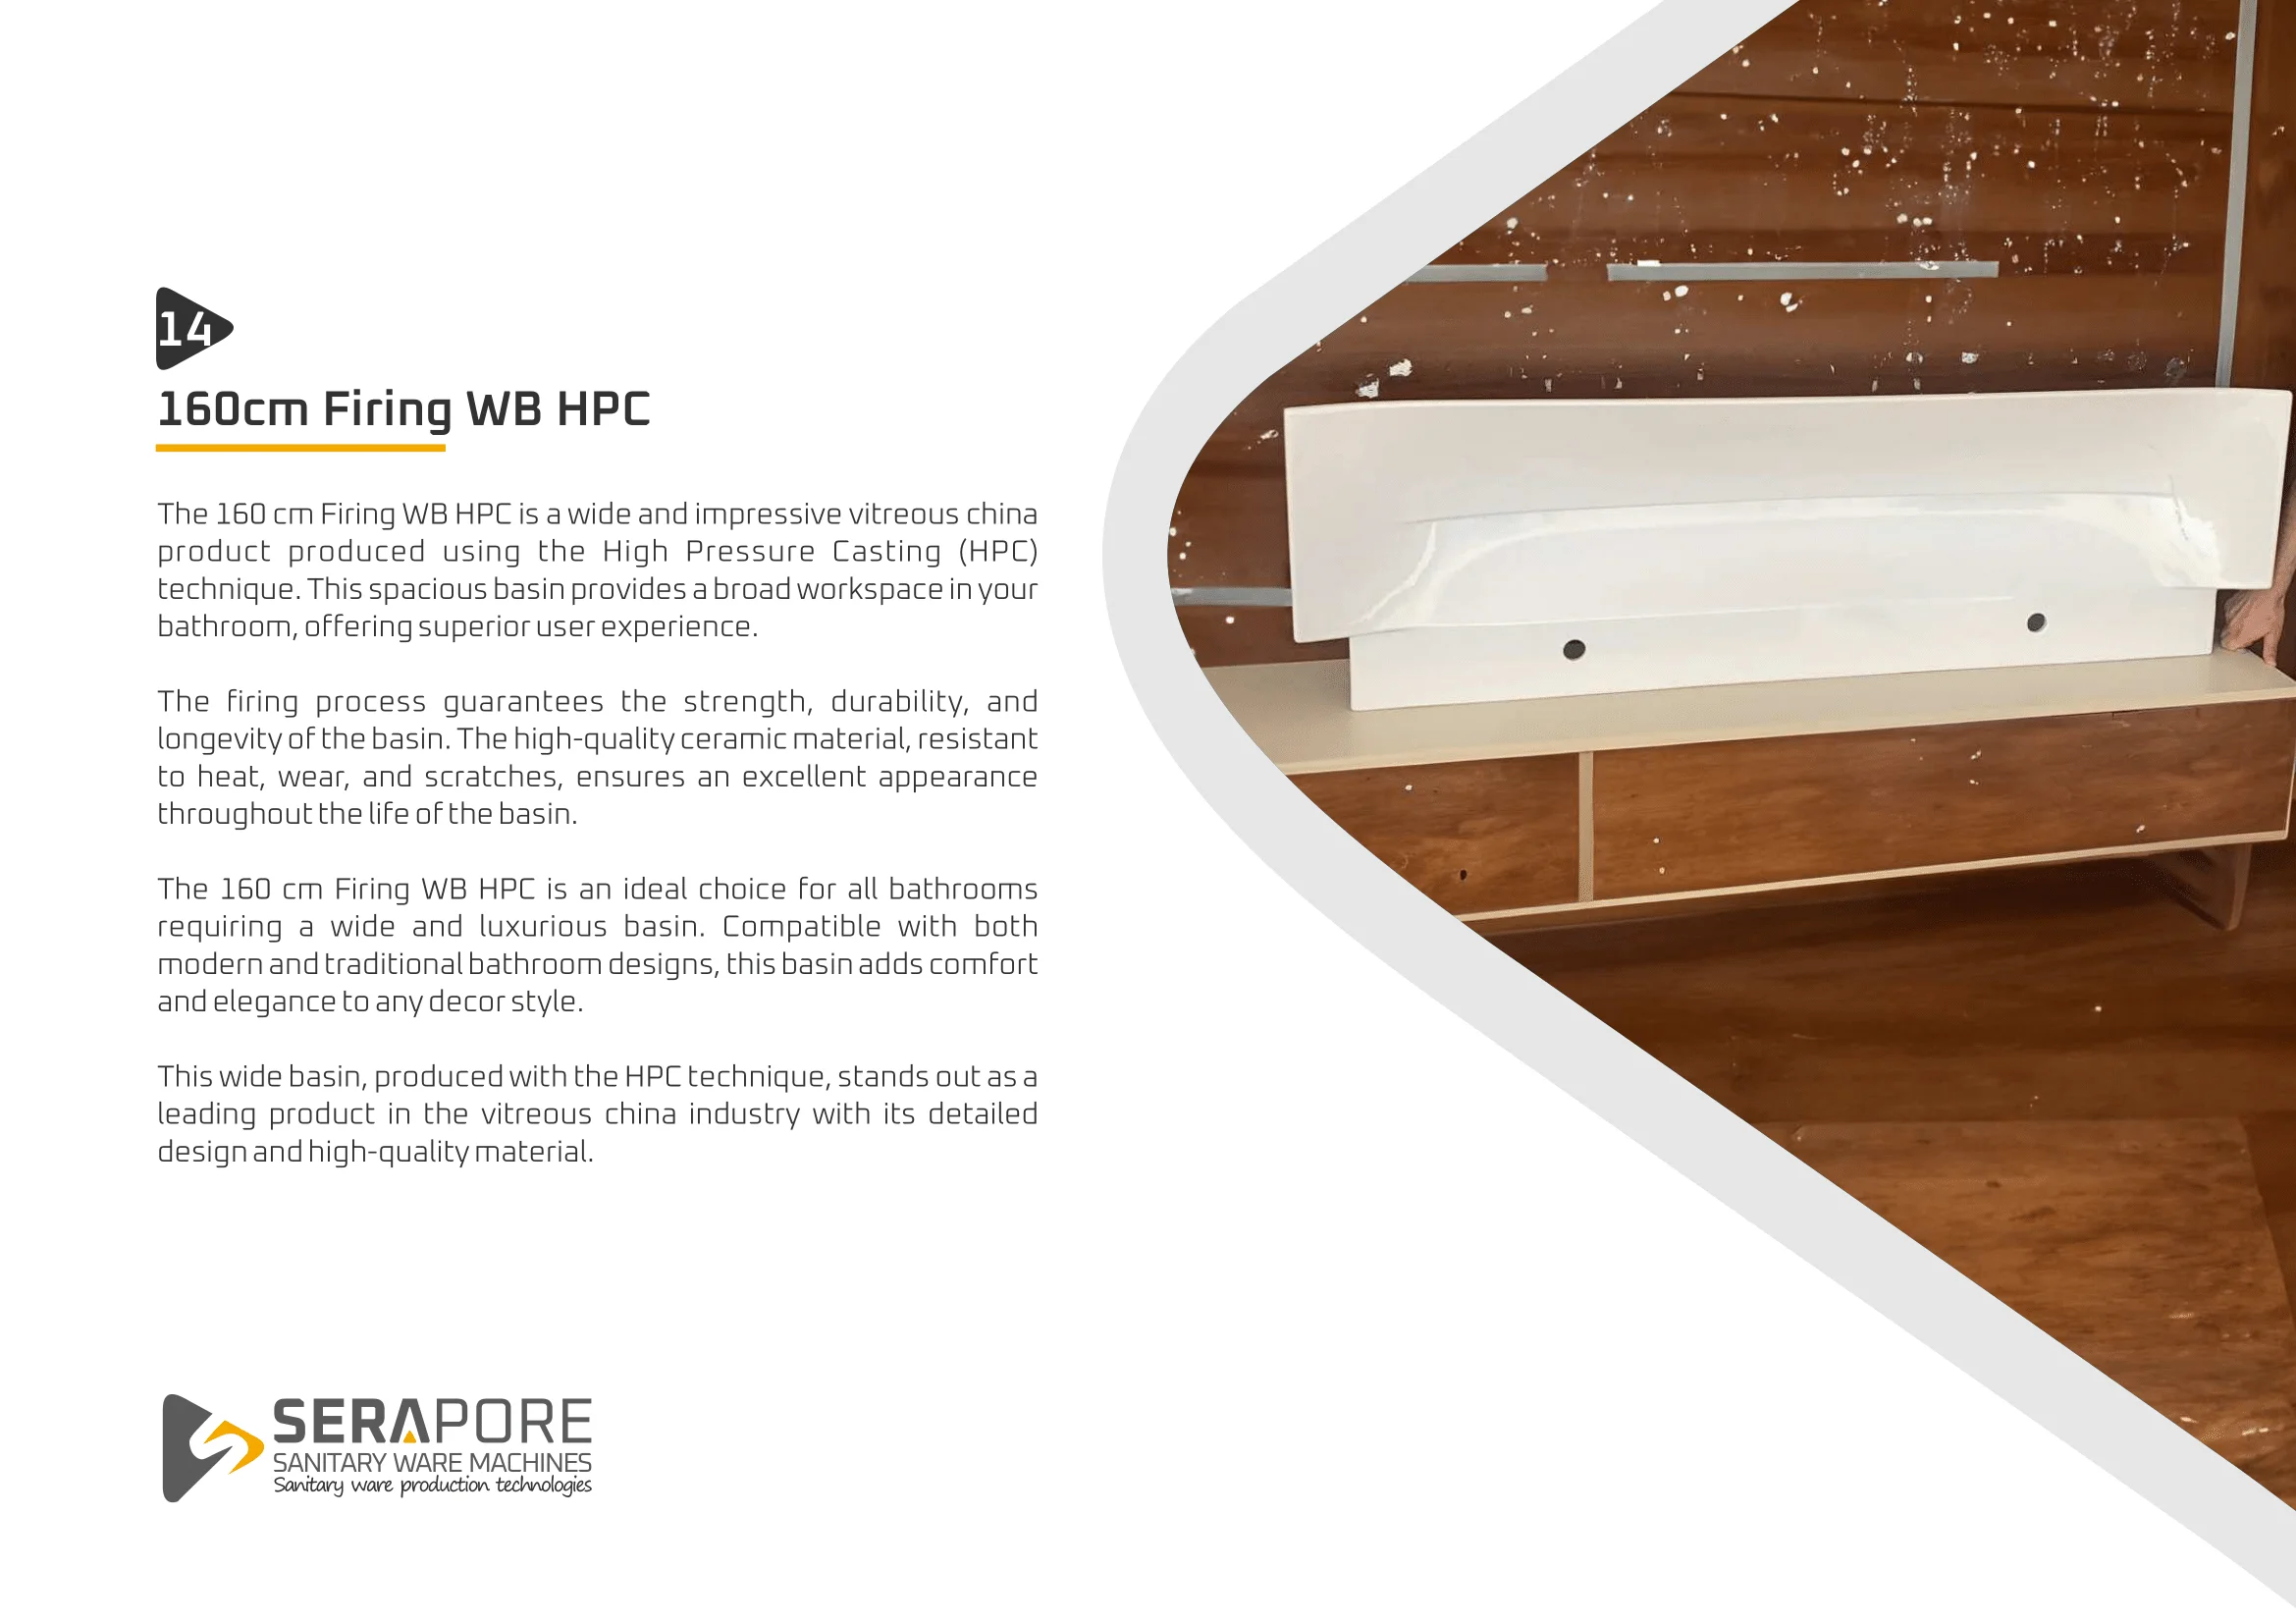 14
160cm Firing WB HPC
The 160 cm Firing WB HPC is a wide and impressive vitreous china
product produced using the High Pressure Casting (HPC)
technique. This spacious basin provides a broad workspace in your
bathroom, offering superior user experience.
The firing process guarantees the strength, durability, and
longevity of the basin. The high-quality ceramic material, resistant
to heat, wear, and scratches, ensures an excellent appearance
throughout the life of the basin.
The 160 cm Firing WB HPC is an ideal choice for all bathrooms
requiring a wide and luxurious basin. Compatible with both
modern and traditional bathroom designs, this basin adds comfort
and elegance to any decor style.
This wide basin, produced with the HPC technique, stands out as a
leading product in the vitreous china industry with its detailed
design and high-quality material.
SERAPORE
SANITARY WARE MACHINES
Sanitary ware production technologies